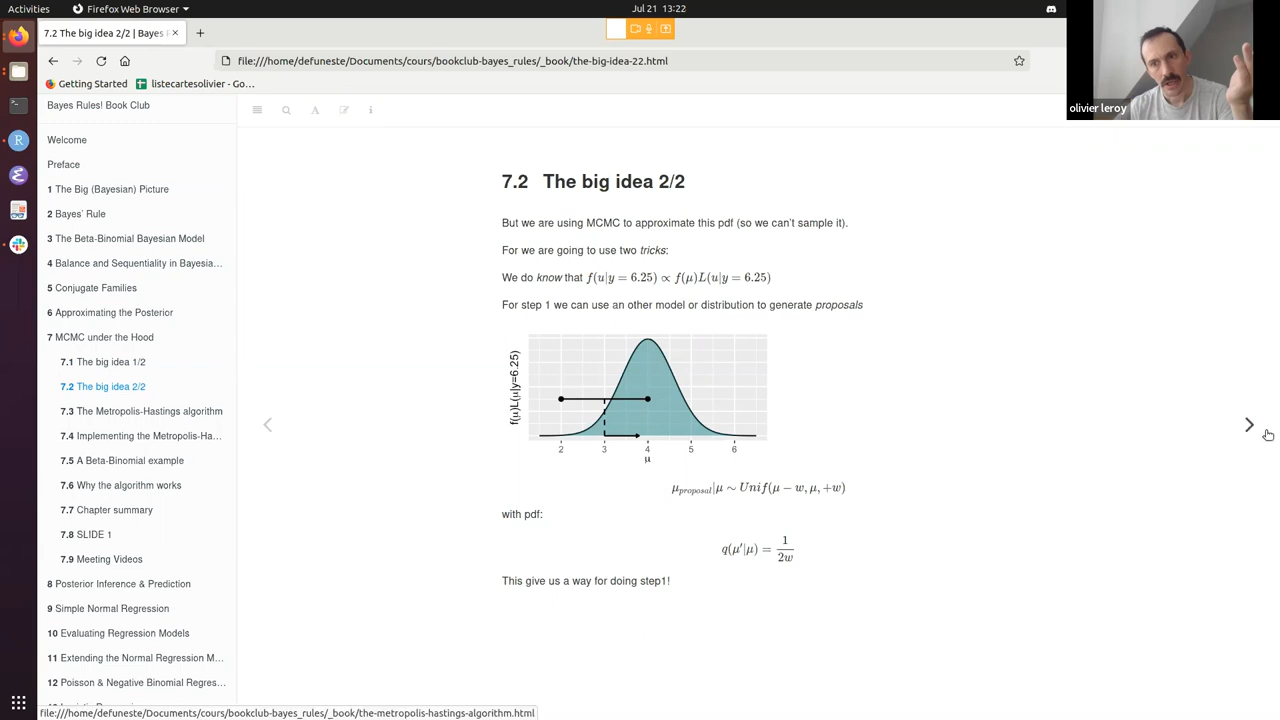 Activities
Firefox Web Browser
Jul 21 13:22
7.2 The big idea 2/2 | Bayes
file:///home/defuneste/Documents/cours/bookclub-bayes_rules/_book/the-big-idea-22.html
Getting Started
listecartesolivier - Go…
olivier leroy
Bayes Rules! Book Club
Welcome
Preface
1 The Big (Bayesian) Picture
2 Bayes' Rule
3 The Beta-Binomial Bayesian Model
4 Balance and Sequentiality in Bayesia…
5 Conjugate Families
6 Approximating the Posterior
7 MCMC under the Hood
7.1 The big idea 1/2
7.2 The big idea 2/2
7.3 The Metropolis-Hastings algorithm
7.4 Implementing the Metropolis-Ha…
7.5 A Beta-Binomial example
7.6 Why the algorithm works
7.7 Chapter summary
7.8 SLIDE 1
7.9 Meeting Videos
8 Posterior Inference & Prediction
9 Simple Normal Regression
10 Evaluating Regression Models
11 Extending the Normal Regression M…
12 Poisson & Negative Binomial Regres…
7.2 The big idea 2/2
But we are using MCMC to approximate this pdf (so we can't sample it).
For we are going to use two tricks:
We do know that f(u|y = 6.25) ∝ f(μ)L(u|y = 6.25)
For step 1 we can use an other model or distribution to generate proposals
f(μ)L(μ|y=6.25)
2 3 4 5 6
μ
μproposal|μ ∼ Unif(μ − w, μ, +w)
with pdf:
q(μ′|μ) = 1/2w
This give us a way for doing step1!
file:///home/defuneste/Documents/cours/bookclub-bayes_rules/_book/the-metropolis-hastings-algorithm.html